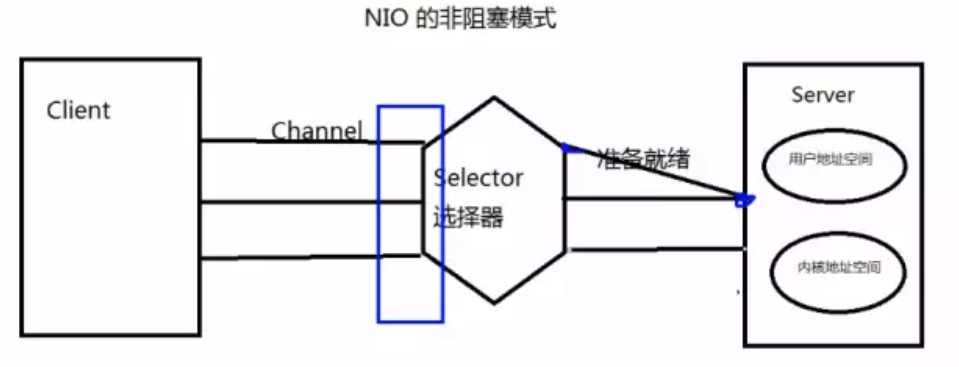 NIO 的非阻塞模式
Client
Channel
Selector
选择器
准备就绪
Server
用户地址空间
内核地址空间